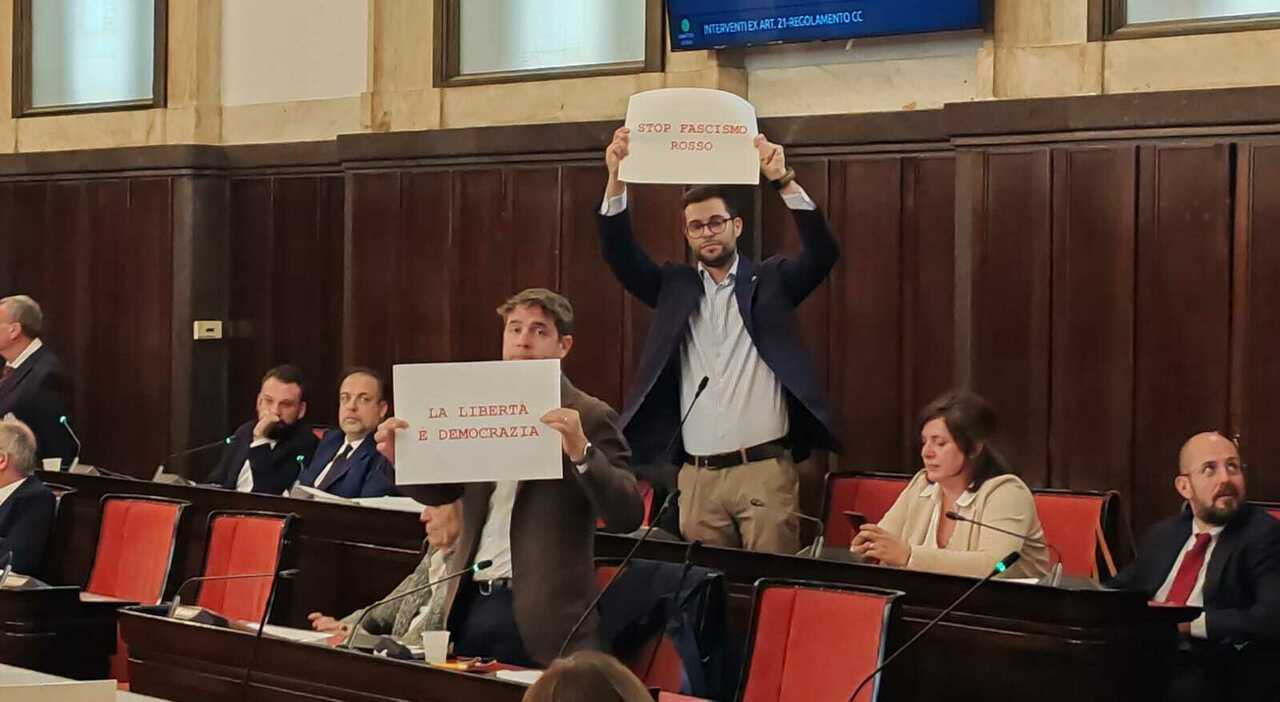 INTERVENTI EX ART. 21-REGOLAMENTO CC
STOP FASCISMO
ROSSO
LA LIBERTÀ
È DEMOCRAZIA